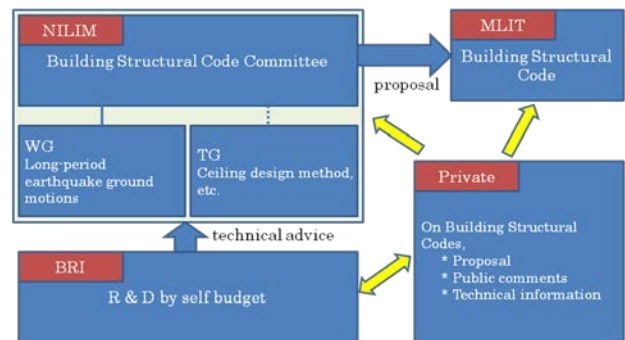 NILIM
Building Structural Code Committee
WG
Long-period
earthquake ground
motions
TG
Ceiling design method,
etc.
proposal
MLIT
Building Structural
Code
technical advice
BRI
R & D by self budget
Private
On Building Structural
Codes,
* Proposal
* Public comments
* Technical information